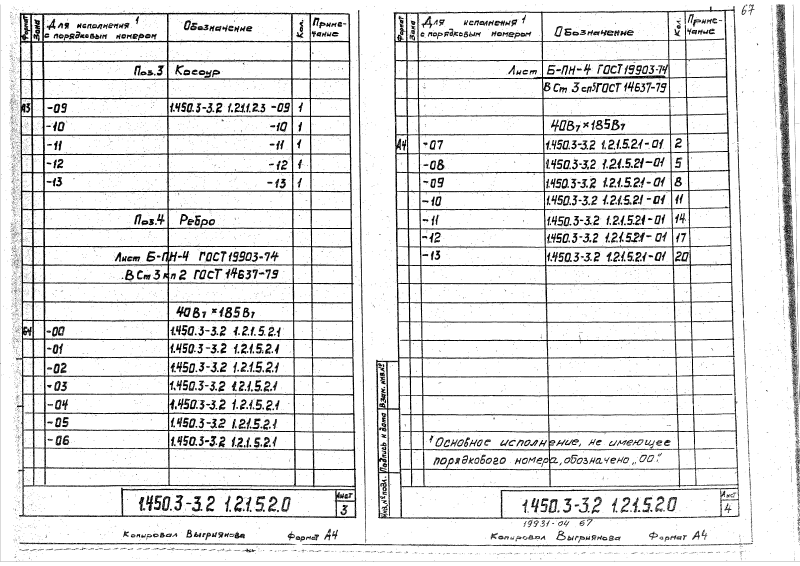 Формат Зона Для исполнения 1 с порядковым номером Обозначение Кол. Приме-чание
Поз.3 Косоур
А3 -09 1.450.3-3.2 1.2.1.2.3 -09 1
-10 -10 1
-11 -11 1
-12 -12 1
-13 -13 1
Поз.4 Ребро
Лист Б-ПН-4 ГОСТ 19903-74
ВСт3кп2 ГОСТ 14637-79
40В7 × 185В7
БЧ -00 1.450.3-3.2 1.2.1.5.2.1
-01 1.450.3-3.2 1.2.1.5.2.1
-02 1.450.3-3.2 1.2.1.5.2.1
-03 1.450.3-3.2 1.2.1.5.2.1
-04 1.450.3-3.2 1.2.1.5.2.1
-05 1.450.3-3.2 1.2.1.5.2.1
-06 1.450.3-3.2 1.2.1.5.2.1
1.450.3-3.2 1.2.1.5.2.0 Лист 3
Копировал Выгриянова Формат А4
67
Формат Зона Для исполнения 1 с порядковым номером Обозначение Кол. Приме-чание
Лист Б-ПН-4 ГОСТ 19903-74
ВСт3сп5 ГОСТ 14637-79
40В7 × 185В7
А4 -07 1.450.3-3.2 1.2.1.5.2.1-01 2
-08 1.450.3-3.2 1.2.1.5.2.1-01 5
-09 1.450.3-3.2 1.2.1.5.2.1-01 8
-10 1.450.3-3.2 1.2.1.5.2.1-01 11
-11 1.450.3-3.2 1.2.1.5.2.1-01 14
-12 1.450.3-3.2 1.2.1.5.2.1-01 17
-13 1.450.3-3.2 1.2.1.5.2.1-01 20
1 Основное исполнение, не имеющее
порядкового номера, обозначено „00".
Инв.№ подл. Подпись и дата Взам. инв.№
1.450.3-3.2 1.2.1.5.2.0 Лист 4
19931-04 67
Копировал Выгриянова Формат А4